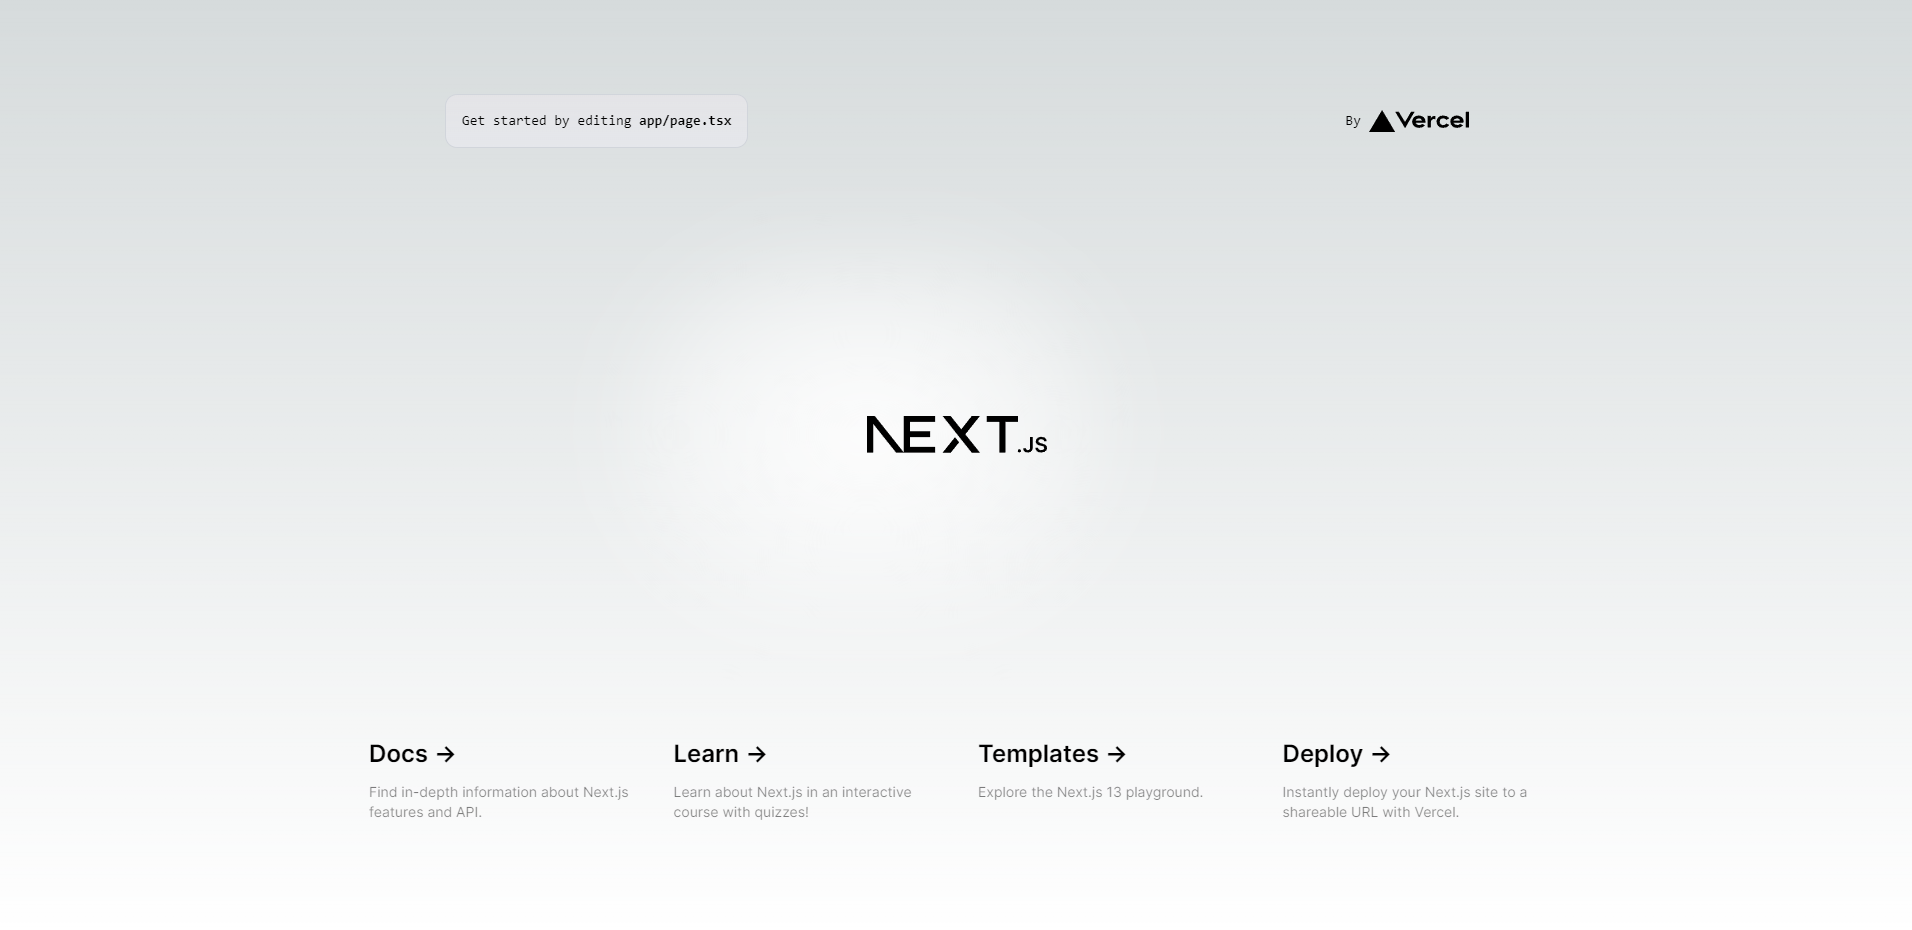 Get started by editing app/page.tsx
By Vercel
NEXT.JS
Docs ->
Find in-depth information about Next.js
features and API.
Learn ->
Learn about Next.js in an interactive
course with quizzes!
Templates ->
Explore the Next.js 13 playground.
Deploy ->
Instantly deploy your Next.js site to a
shareable URL with Vercel.